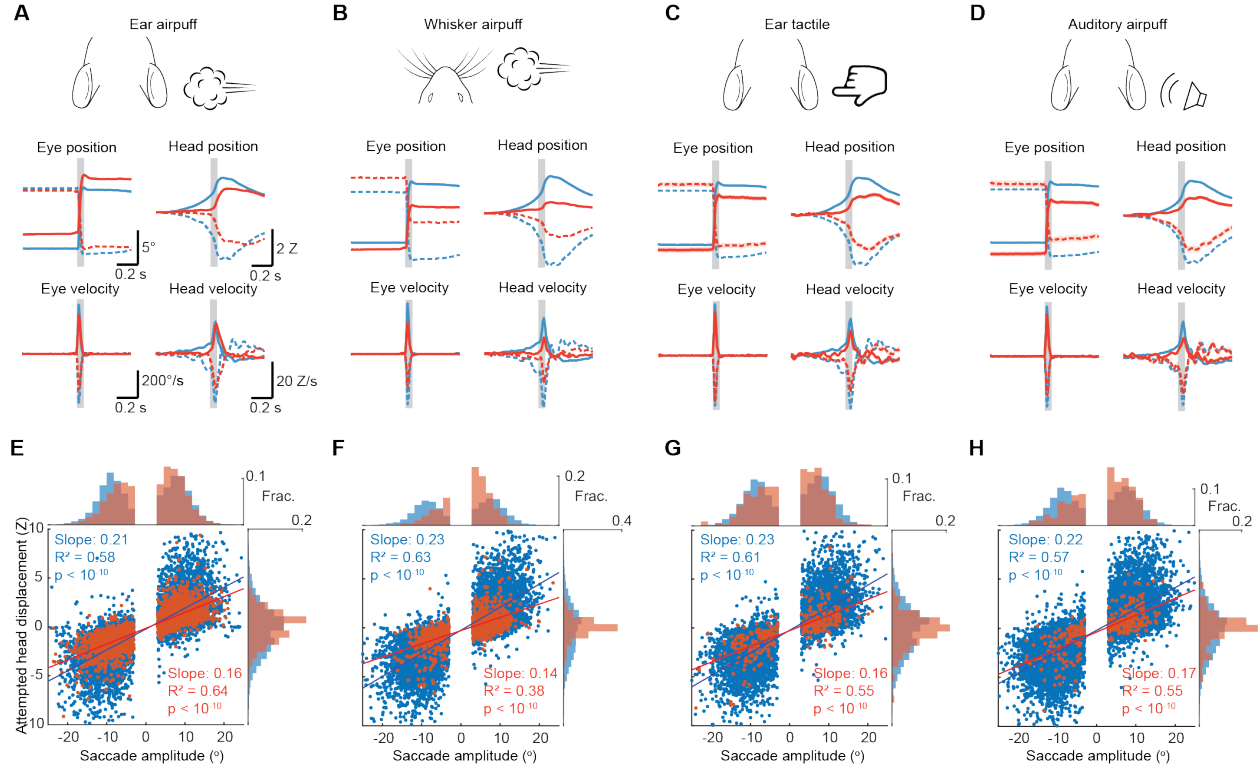 A
B
C
D
Ear airpuff
Whisker airpuff
Ear tactile
Auditory airpuff
Eye position
Head position
Eye position
Head position
Eye position
Head position
Eye position
Head position
5°
0.2 s
2 Z
0.2 s
Eye velocity
Head velocity
Eye velocity
Head velocity
Eye velocity
Head velocity
Eye velocity
Head velocity
200°/s
0.2 s
20 Z/s
0.2 s
E
F
G
H
0.1
Frac.
0.2
0.2
Frac.
0.4
0.1
Frac.
0.2
0.1
Frac.
0.2
Attempted head displacement (Z)
10
5
0
-5
-10
Slope: 0.21
R² = 0.58
p < 10⁻¹⁰
Slope: 0.16
R² = 0.64
p < 10⁻¹⁰
Slope: 0.23
R² = 0.63
p < 10⁻¹⁰
Slope: 0.14
R² = 0.38
p < 10⁻¹⁰
Slope: 0.23
R² = 0.61
p < 10⁻¹⁰
Slope: 0.16
R² = 0.55
p < 10⁻¹⁰
Slope: 0.22
R² = 0.57
p < 10⁻¹⁰
Slope: 0.17
R² = 0.55
p < 10⁻¹⁰
-20 -10 0 10 20
-20 -10 0 10 20
-20 -10 0 10 20
-20 -10 0 10 20
Saccade amplitude (°)
Saccade amplitude (°)
Saccade amplitude (°)
Saccade amplitude (°)